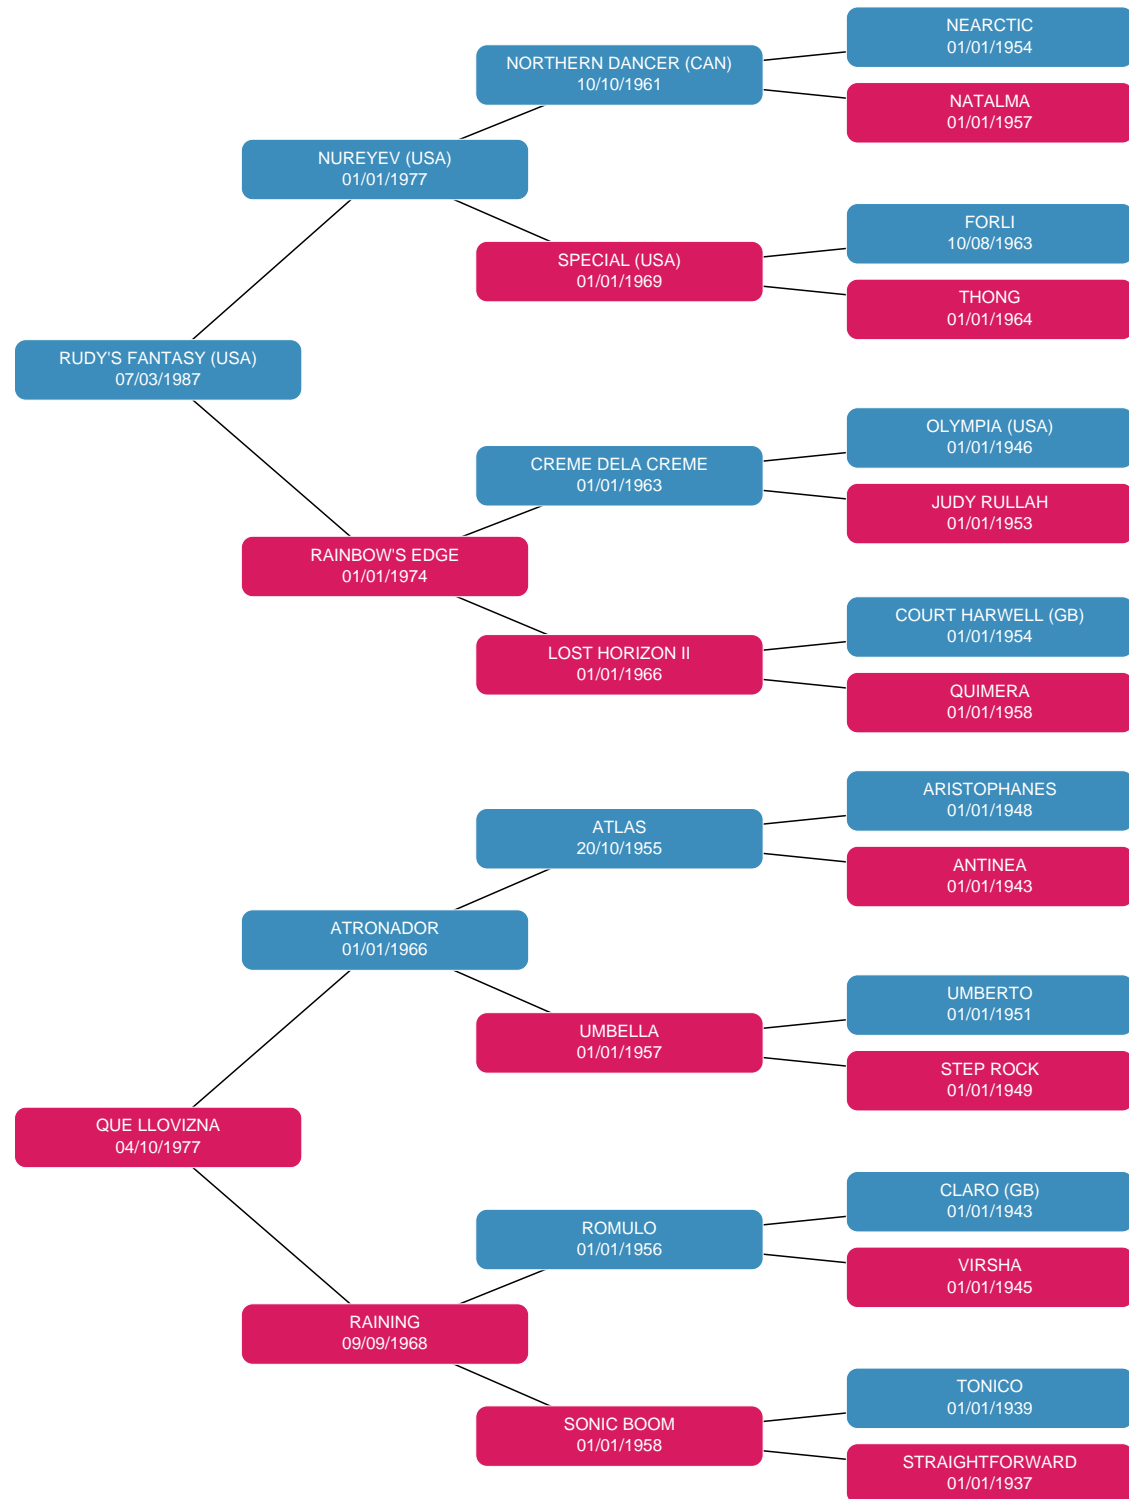 NEARCTIC
01/01/1954
NORTHERN DANCER (CAN)
10/10/1961
NATALMA
01/01/1957
NUREYEV (USA)
01/01/1977
FORLI
10/08/1963
SPECIAL (USA)
01/01/1969
THONG
01/01/1964
RUDY'S FANTASY (USA)
07/03/1987
OLYMPIA (USA)
01/01/1946
CREME DELA CREME
01/01/1963
JUDY RULLAH
01/01/1953
RAINBOW'S EDGE
01/01/1974
COURT HARWELL (GB)
01/01/1954
LOST HORIZON II
01/01/1966
QUIMERA
01/01/1958
ARISTOPHANES
01/01/1948
ATLAS
20/10/1955
ANTINEA
01/01/1943
ATRONADOR
01/01/1966
UMBERTO
01/01/1951
UMBELLA
01/01/1957
STEP ROCK
01/01/1949
QUE LLOVIZNA
04/10/1977
CLARO (GB)
01/01/1943
ROMULO
01/01/1956
VIRSHA
01/01/1945
RAINING
09/09/1968
TONICO
01/01/1939
SONIC BOOM
01/01/1958
STRAIGHTFORWARD
01/01/1937